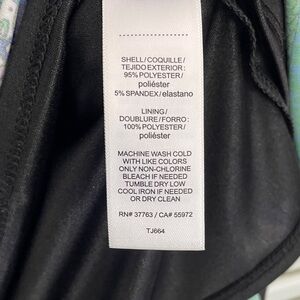 SHELL/COQUILLE/
TEJIDO EXTERIOR:
95% POLYESTER/
poliéster
5% SPANDEX/elastano
LINING/
DOUBLURE/FORRO:
100% POLYESTER/
poliéster
MACHINE WASH COLD
WITH LIKE COLORS
ONLY NON-CHLORINE
BLEACH IF NEEDED
TUMBLE DRY LOW
COOL IRON IF NEEDED
OR DRY CLEAN
RN# 37763 / CA# 55972
TJ664